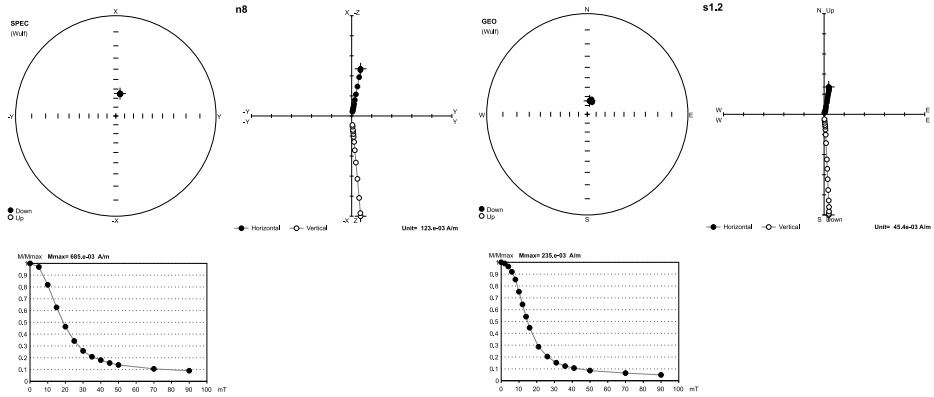 SPEC
(Wulf)
X
-Y
Y
-X
Down
Up
n8
X
-Z
-Y
-Y
Y
Y
-X
Z
Horizontal
Vertical
Unit= 123.e-03 A/m
GEO
(Wulf)
N
W
E
S
Down
Up
s1.2
N
Up
W
W
E
E
S
Down
Horizontal
Vertical
Unit= 45.4e-03 A/m
M/Mmax Mmax= 685.e-03 A/m
1
0.9
0.8
0.7
0.6
0.5
0.4
0.3
0.2
0.1
0
0 10 20 30 40 50 60 70 80 90 100 mT
M/Mmax Mmax= 235.e-03 A/m
1
0.9
0.8
0.7
0.6
0.5
0.4
0.3
0.2
0.1
0
0 10 20 30 40 50 60 70 80 90 100 mT